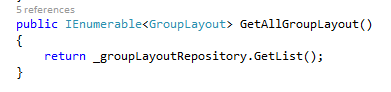 5 references
public IEnumerable<GroupLayout> GetAllGroupLayout()
{
    return _groupLayoutRepository.GetList();
}